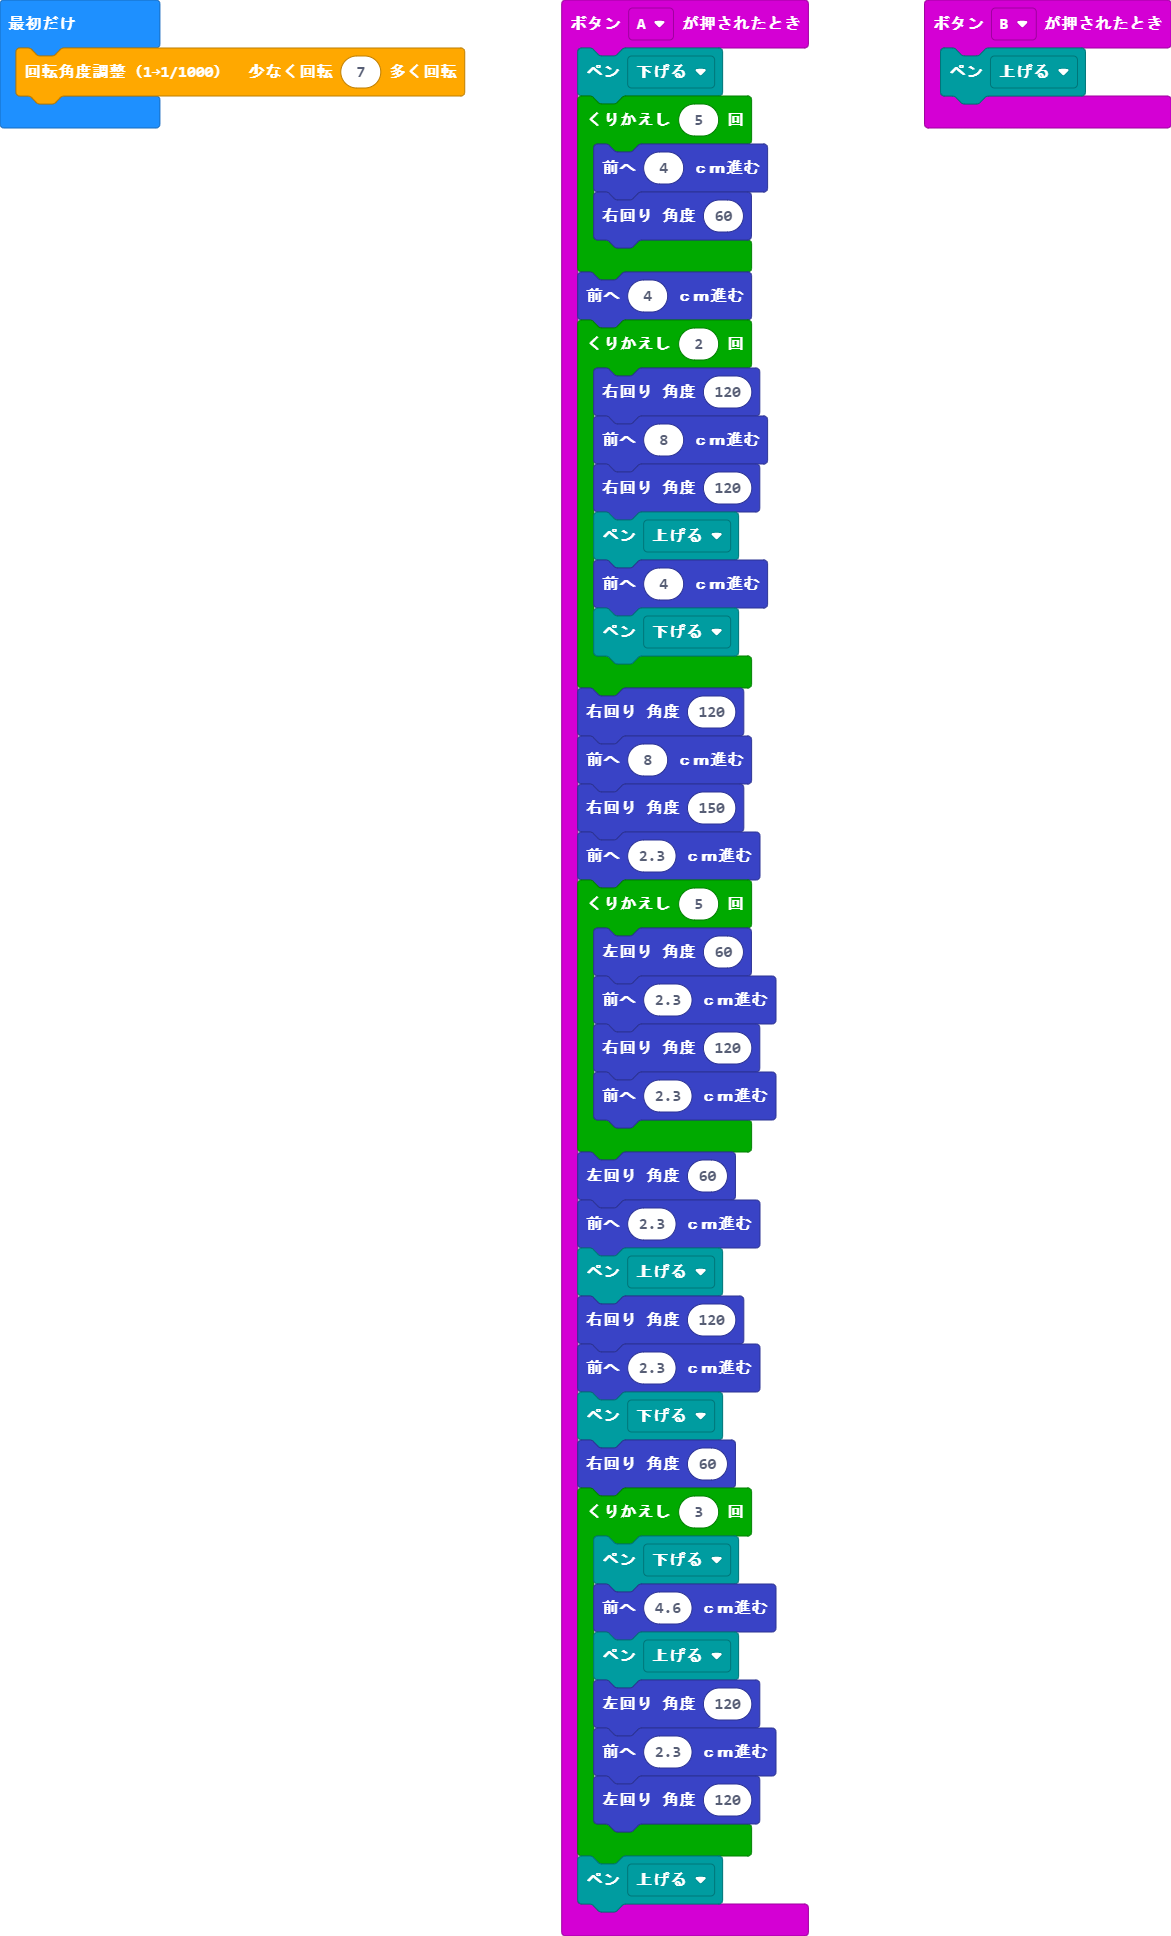 最初だけ
回転角度調整（1→1/1000） 少なく回転 7 多く回転
ボタン A が押されたとき
ペン 下げる
くりかえし 5 回
前へ 4 cm進む
右回り 角度 60
前へ 4 cm進む
くりかえし 2 回
右回り 角度 120
前へ 8 cm進む
右回り 角度 120
ペン 上げる
前へ 4 cm進む
ペン 下げる
右回り 角度 120
前へ 8 cm進む
右回り 角度 150
前へ 2.3 cm進む
くりかえし 5 回
左回り 角度 60
前へ 2.3 cm進む
右回り 角度 120
前へ 2.3 cm進む
左回り 角度 60
前へ 2.3 cm進む
ペン 上げる
右回り 角度 120
前へ 2.3 cm進む
ペン 下げる
右回り 角度 60
くりかえし 3 回
ペン 下げる
前へ 4.6 cm進む
ペン 上げる
左回り 角度 120
前へ 2.3 cm進む
左回り 角度 120
ペン 上げる
ボタン B が押されたとき
ペン 上げる